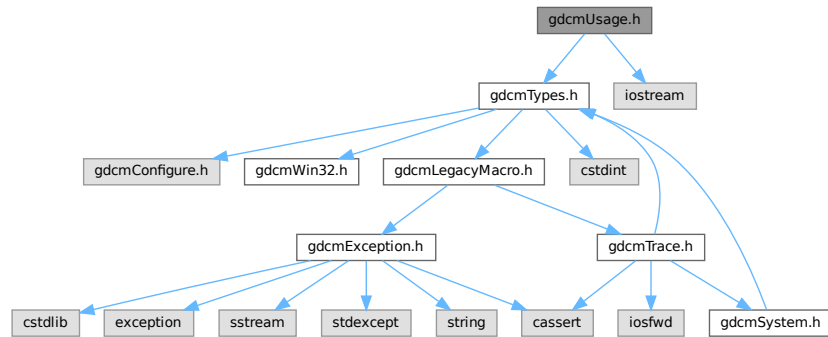 gdcmUsage.h
gdcmTypes.h
iostream
gdcmConfigure.h
gdcmWin32.h
gdcmLegacyMacro.h
cstdint
gdcmException.h
gdcmTrace.h
cstdlib
exception
sstream
stdexcept
string
cassert
iosfwd
gdcmSystem.h